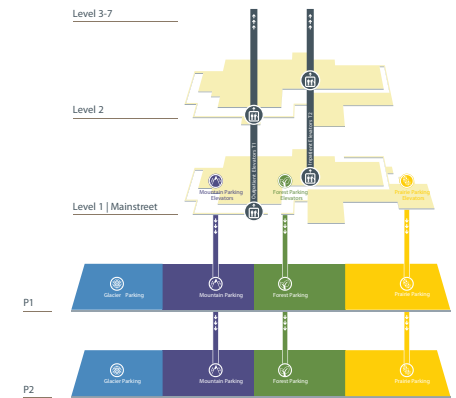 Level 3-7
Level 2
Outpatient Elevators T1
Inpatient Elevators T2
Mountain Parking
Elevators
Forest Parking
Elevators
Prairie Parking
Elevators
Level 1 | Mainstreet
P1
Glacier Parking
Mountain Parking
Forest Parking
Prairie Parking
P2
Glacier Parking
Mountain Parking
Forest Parking
Prairie Parking